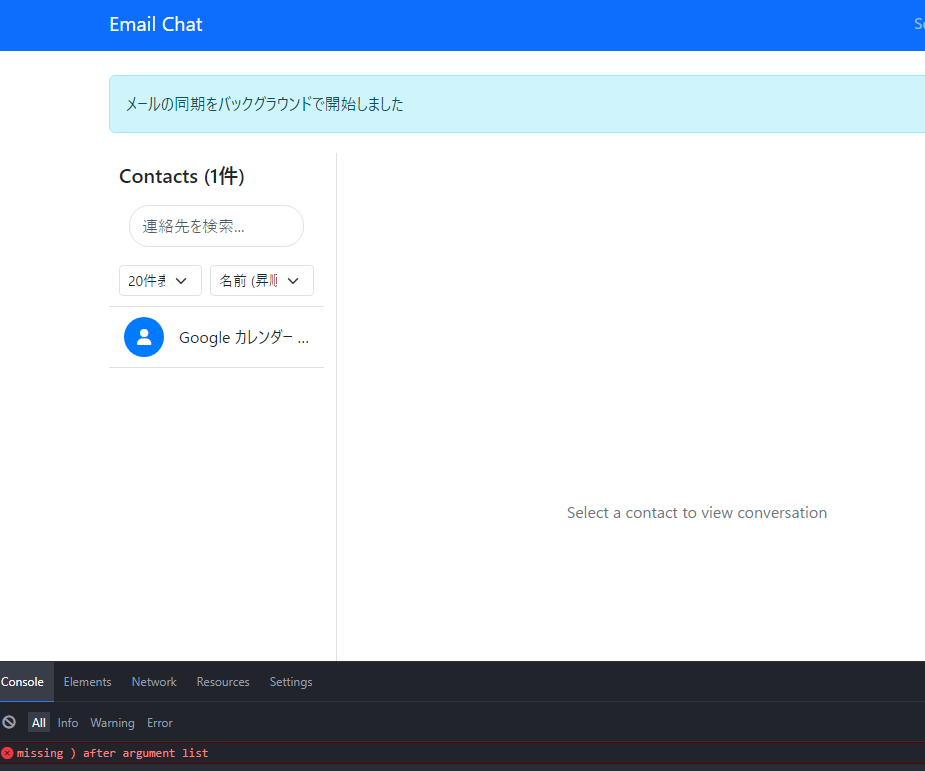 Email Chat
メールの同期をバックグラウンドで開始しました
Contacts (1件)
連絡先を検索...
20件
名前 (昇順
Google カレンダー ...
Select a contact to view conversation
Console Elements Network Resources Settings
All Info Warning Error
missing ) after argument list